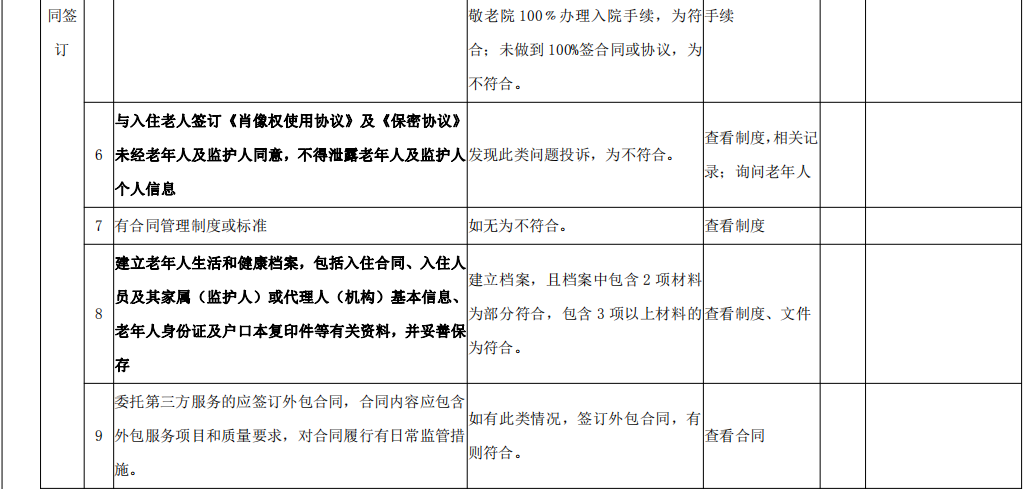 同签
订
敬老院 100％办理入院手续，为符
合；未做到 100%签合同或协议，为
不符合。
手续
6
与入住老人签订《肖像权使用协议》及《保密协议》
未经老年人及监护人同意，不得泄露老年人及监护人
个人信息
发现此类问题投诉，为不符合。
查看制度,相关记
录；询问老年人
7
有合同管理制度或标准
如无为不符合。
查看制度
8
建立老年人生活和健康档案，包括入住合同、入住人
员及其家属（监护人）或代理人（机构）基本信息、
老年人身份证及户口本复印件等有关资料，并妥善保
存
建立档案，且档案中包含 2 项材料
为部分符合，包含 3 项以上材料的
为符合。
查看制度、文件
9
委托第三方服务的应签订外包合同，合同内容应包含
外包服务项目和质量要求，对合同履行有日常监管措
施。
如有此类情况，签订外包合同，有
则符合。
查看合同